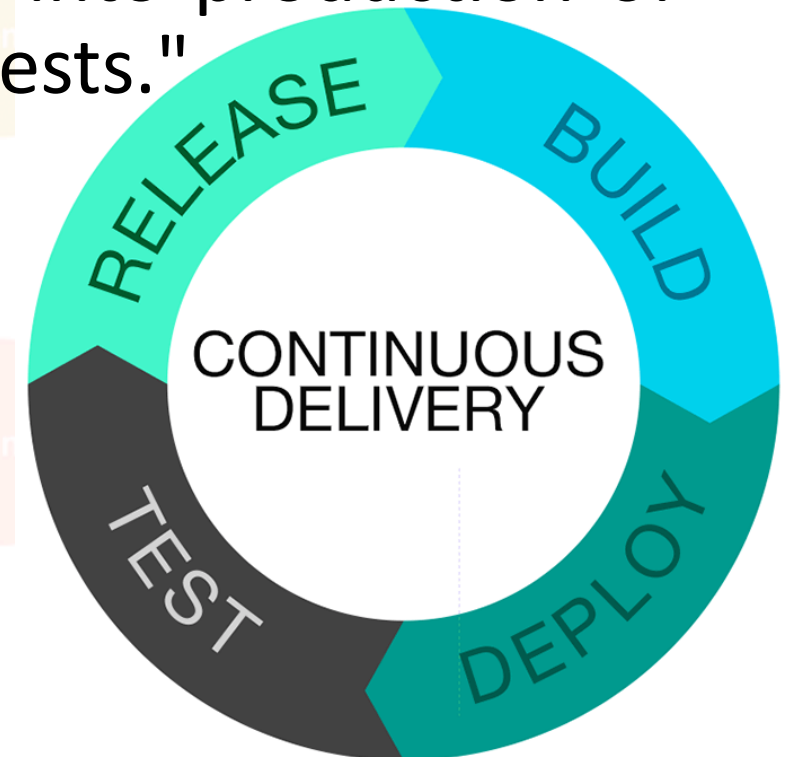 ests."
RELEASE
BUILD
CONTINUOUS
DELIVERY
TEST
DEPLOY